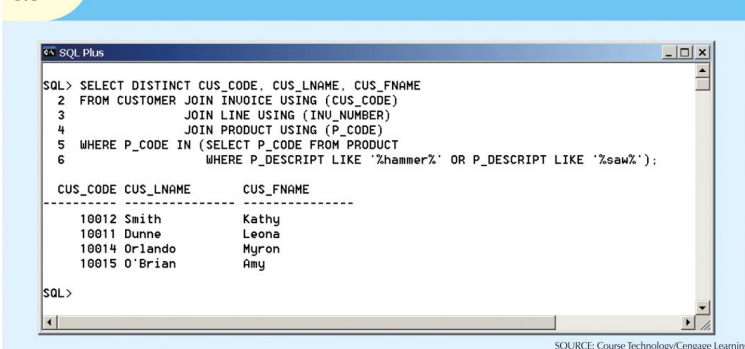 SQL Plus
SQL> SELECT DISTINCT CUS_CODE, CUS_LNAME, CUS_FNAME
2 FROM CUSTOMER JOIN INVOICE USING (CUS_CODE)
3 JOIN LINE USING (INV_NUMBER)
4 JOIN PRODUCT USING (P_CODE)
5 WHERE P_CODE IN (SELECT P_CODE FROM PRODUCT
6 WHERE P_DESCRIPT LIKE '%hammer%' OR P_DESCRIPT LIKE '%saw%');
CUS_CODE CUS_LNAME CUS_FNAME
---------- --------------- ---------------
10012 Smith Kathy
10011 Dunne Leona
10014 Orlando Myron
10015 O'Brian Amy
SQL>
SOURCE: Course Technology/Cengage Learning